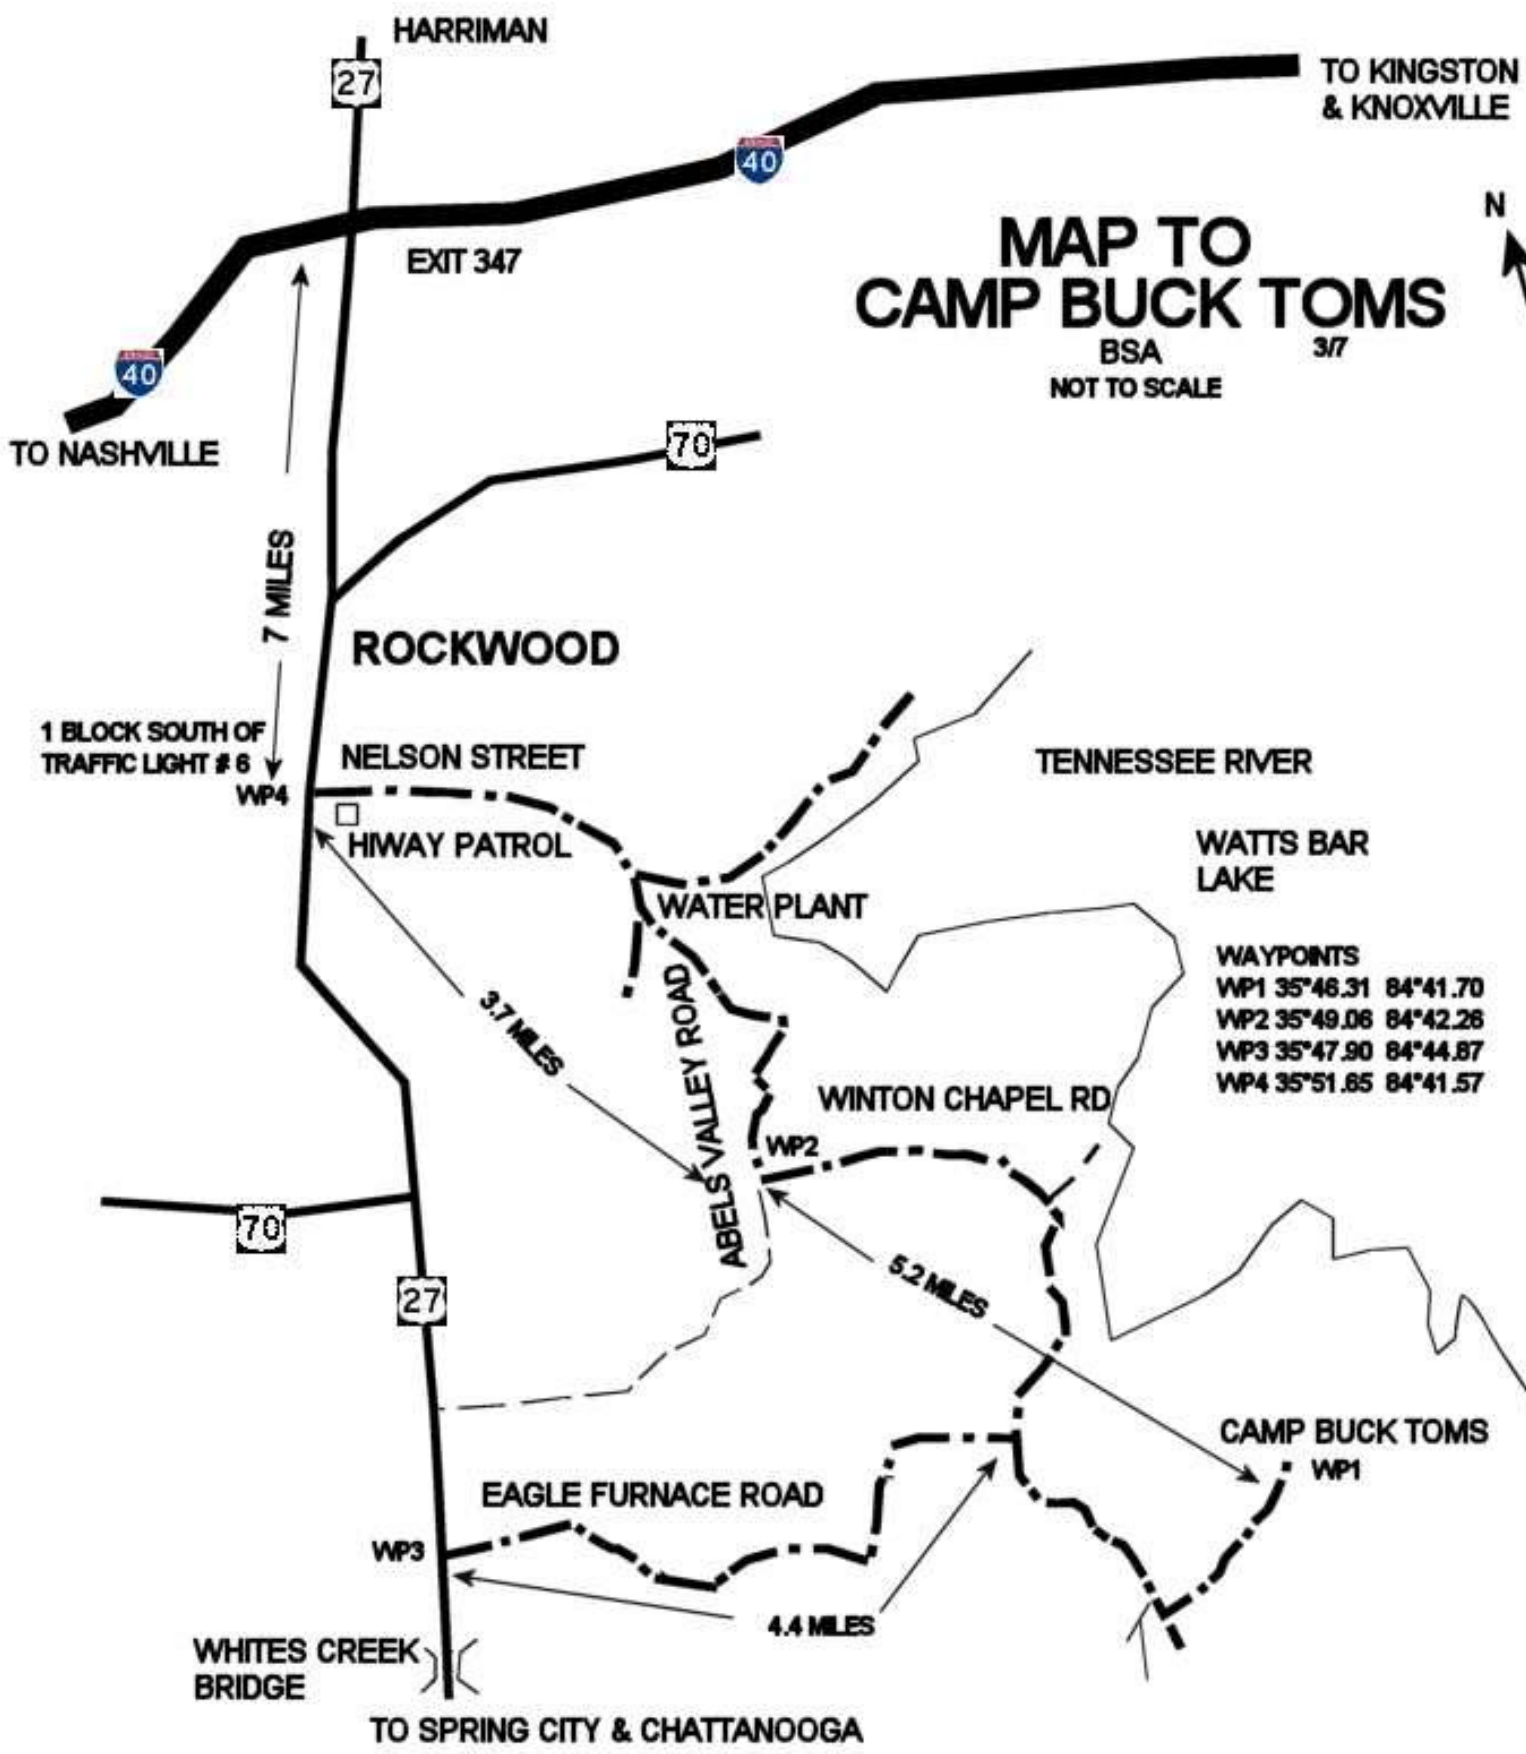 HARRIMAN
27
TO KINGSTON
& KNOXVILLE
40
N
MAP TO
CAMP BUCK TOMS
BSA
3/7
NOT TO SCALE
EXIT 347
40
TO NASHVILLE
70
7 MILES
ROCKWOOD
1 BLOCK SOUTH OF
TRAFFIC LIGHT # 6
NELSON STREET
WP4
HIWAY PATROL
TENNESSEE RIVER
WATTS BAR
LAKE
WATER PLANT
WAYPOINTS
WP1 35°46.31 84°41.70
WP2 35°49.06 84°42.26
WP3 35°47.90 84°44.87
WP4 35°51.65 84°41.57
3.7 MILES
ABELS VALLEY ROAD
WINTON CHAPEL RD
WP2
70
27
5.2 MILES
CAMP BUCK TOMS
WP1
EAGLE FURNACE ROAD
WP3
4.4 MILES
WHITES CREEK
BRIDGE
TO SPRING CITY & CHATTANOOGA